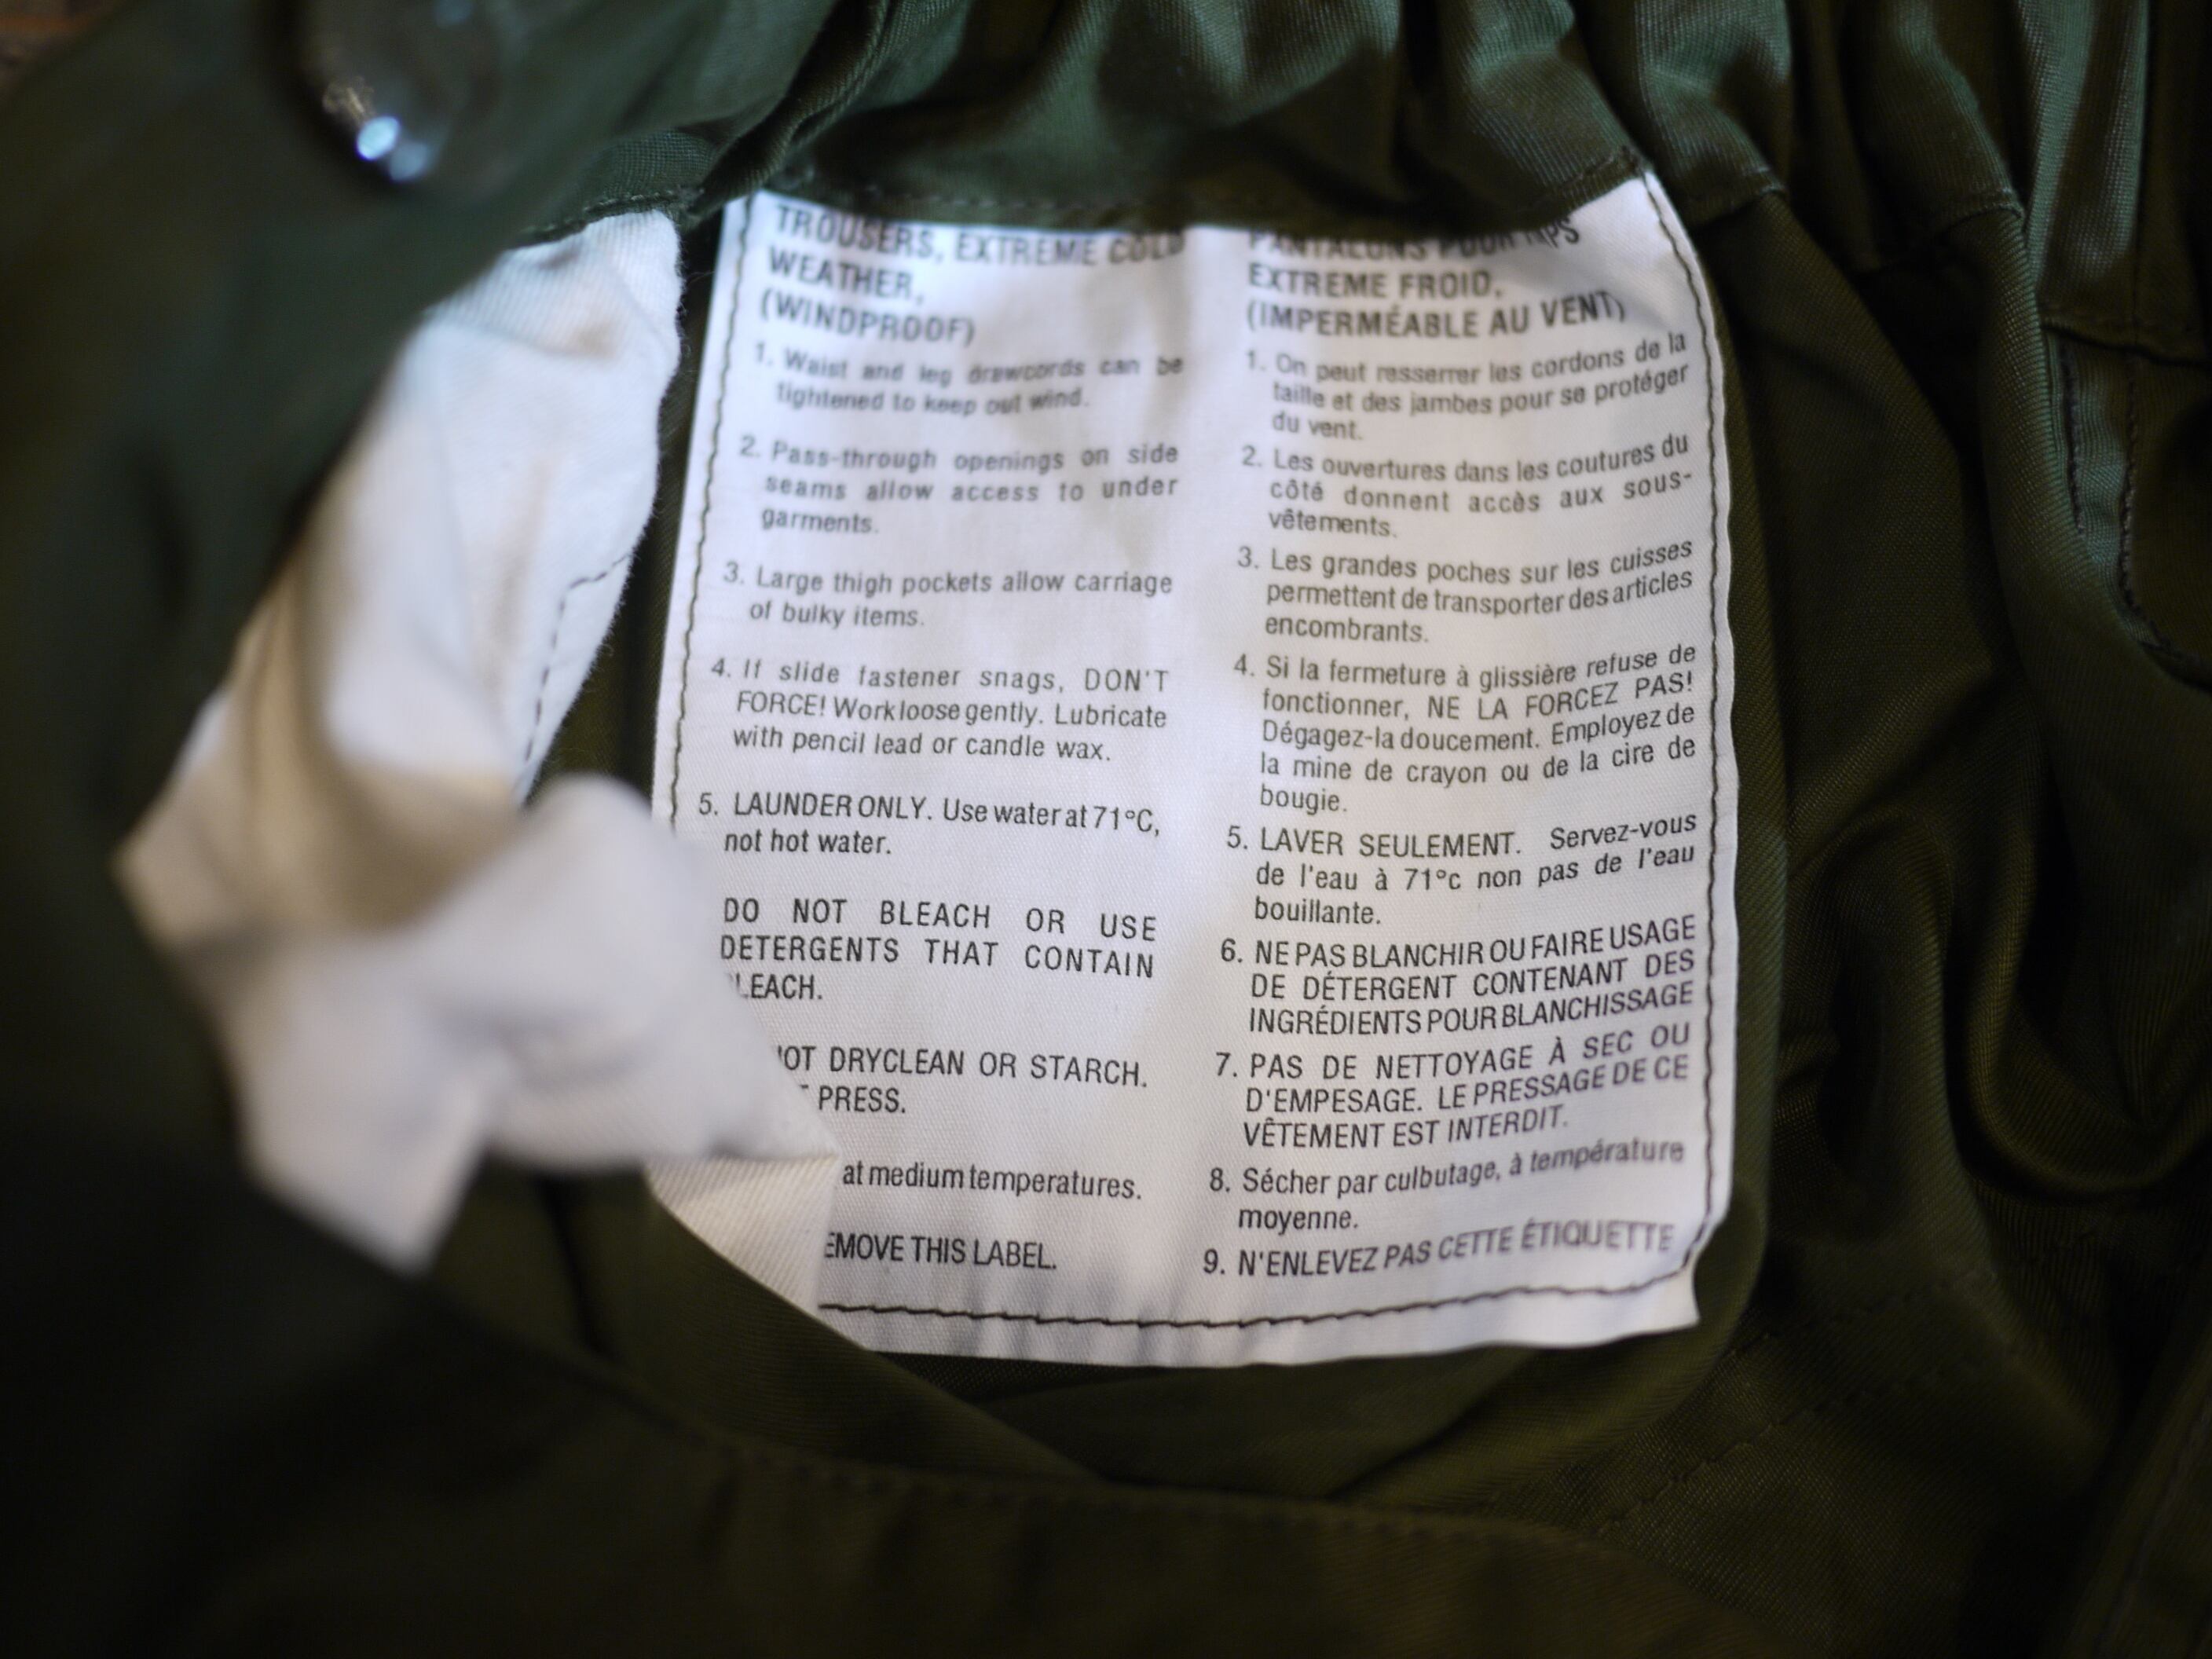 TROUSERS, EXTREME COLD
WEATHER,
(WINDPROOF)
1. Waist and leg drawcords can be
tightened to keep out wind.
2. Pass-through openings on side
seams allow access to under
garments.
3. Large thigh pockets allow carriage
of bulky items.
4. If slide fastener snags, DON'T
FORCE! Work loose gently. Lubricate
with pencil lead or candle wax.
5. LAUNDER ONLY. Use water at 71°C,
not hot water.
DO NOT BLEACH OR USE
DETERGENTS THAT CONTAIN
LEACH.
OT DRYCLEAN OR STARCH.
PRESS.
at medium temperatures.
EMOVE THIS LABEL.
PANTALONS POUR
EXTREME FROID,
(IMPERMÉABLE AU VENT)
1. On peut resserrer les cordons de la
taille et des jambes pour se protéger
du vent.
2. Les ouvertures dans les coutures du
côté donnent accès aux sous-
vêtements.
3. Les grandes poches sur les cuisses
permettent de transporter des articles
encombrants.
4. Si la fermeture à glissière refuse de
fonctionner, NE LA FORCEZ PAS!
Dégagez-la doucement. Employez de
la mine de crayon ou de la cire de
bougie.
5. LAVER SEULEMENT. Servez-vous
de l'eau à 71°c non pas de l'eau
bouillante.
6. NE PAS BLANCHIR OU FAIRE USAGE
DE DÉTERGENT CONTENANT DES
INGRÉDIENTS POUR BLANCHISSAGE
7. PAS DE NETTOYAGE À SEC OU
D'EMPESAGE. LE PRESSAGE DE CE
VÊTEMENT EST INTERDIT.
8. Sécher par culbutage, à température
moyenne.
9. N'ENLEVEZ PAS CETTE ÉTIQUETTE